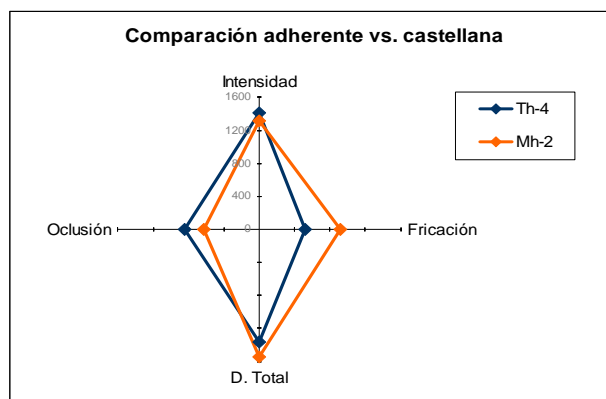 Comparación adherente vs. castellana
Intensidad
1600
1200
800
400
0
Th-4
Mh-2
Oclusión
Fricación
D. Total